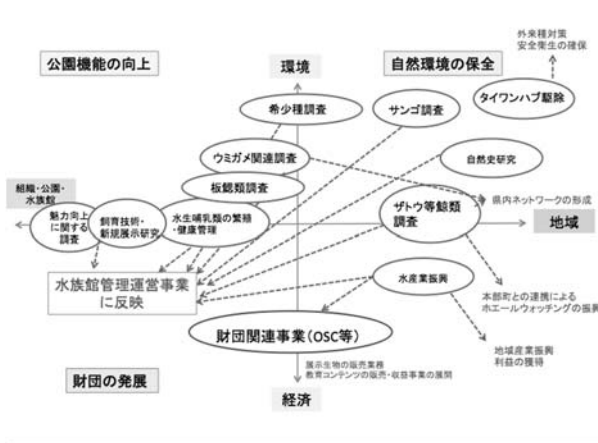 外来種対策
安全衛生の確保
公園機能の向上
環境
自然環境の保全
希少種調査
サンゴ調査
タイワンハブ駆除
ウミガメ関連調査
自然史研究
板鰓類調査
組織・公園・
水族館
県内ネットワークの形成
魅力向上
に関する
調査
飼育技術・
新規展示研究
水生哺乳類の繁殖
・健康管理
ザトウ等鯨類
調査
地域
水族館管理運営事業
に反映
水産業振興
本部町との連携による
ホエールウォッチングの振興
財団関連事業(OSC等)
地域産業振興
利益の獲得
展示生物の販売業務
教育コンテンツの販売・収益事業の展開
財団の発展
経済